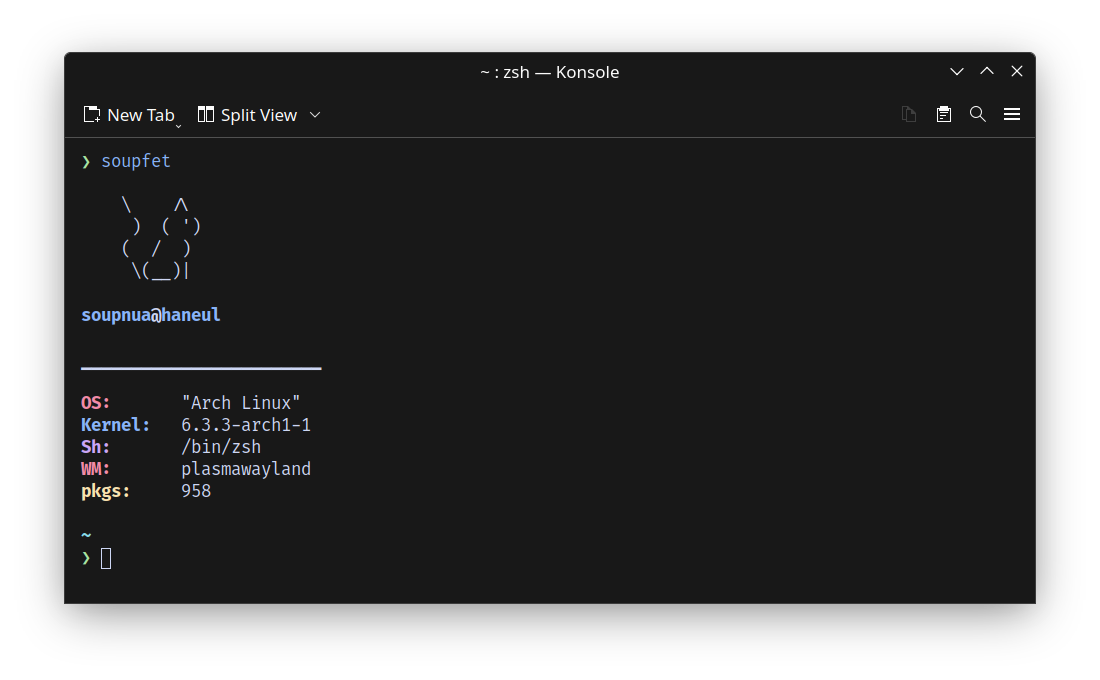 ~ : zsh — Konsole
New Tab Split View
❯ soupfet
    \    /\
     )  ( ')
    (  /  )
     \(__)|
soupnua@haneul
OS: "Arch Linux"
Kernel: 6.3.3-arch1-1
Sh: /bin/zsh
WM: plasmawayland
pkgs: 958
~
❯